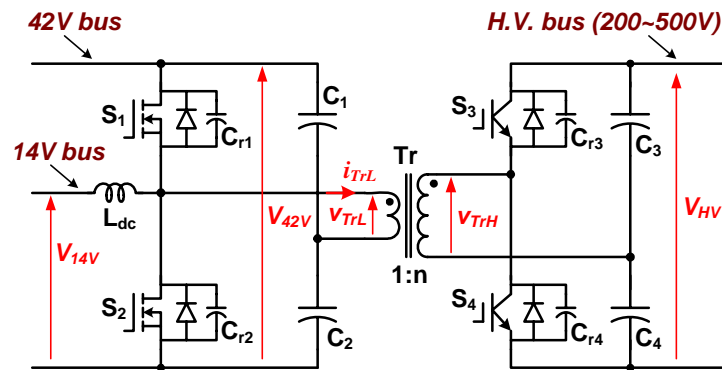 42V bus
H.V. bus (200~500V)
S1
Cr1
C1
S3
Cr3
C3
14V bus
Ldc
iTrL
Tr
vTrL
vTrH
V14V
V42V
VHV
1:n
S2
Cr2
C2
S4
Cr4
C4